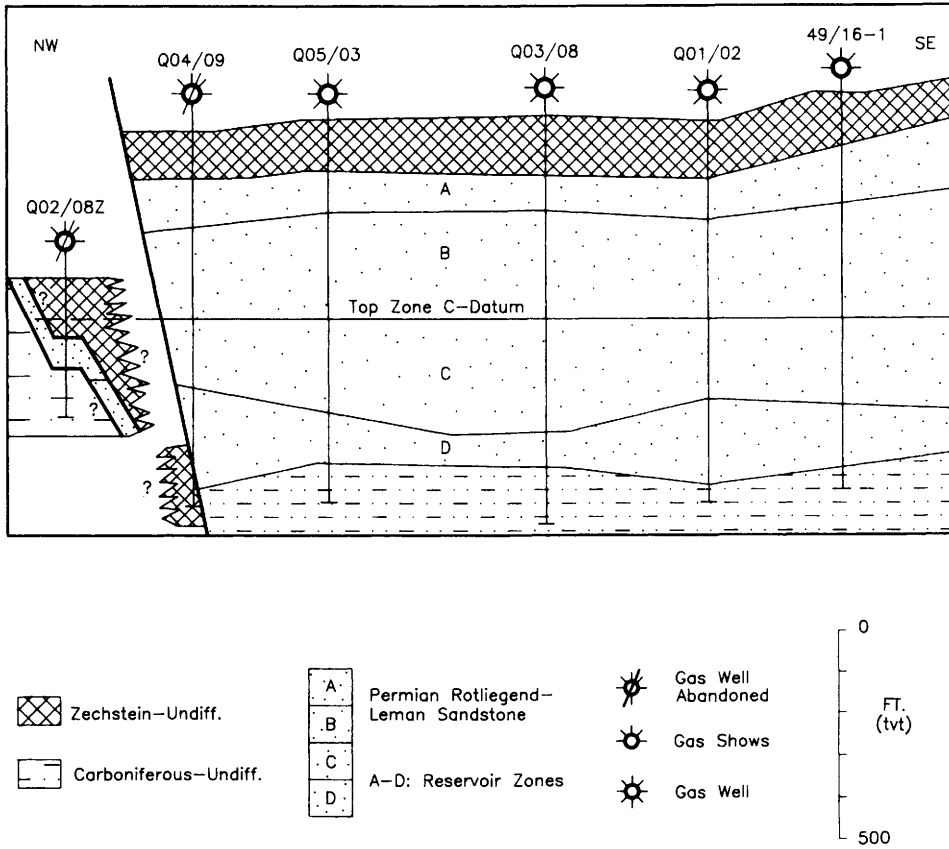 NW
SE
Q04/09
Q05/03
Q03/08
Q01/02
49/16-1
Q02/08Z
A
B
Top Zone C-Datum
C
D
?
?
?
?
Zechstein-Undiff.
Carboniferous-Undiff.
A
B
C
D
Permian Rotliegend-
Leman Sandstone
A-D: Reservoir Zones
Gas Well
Abandoned
Gas Shows
Gas Well
0
FT.
(tvt)
500